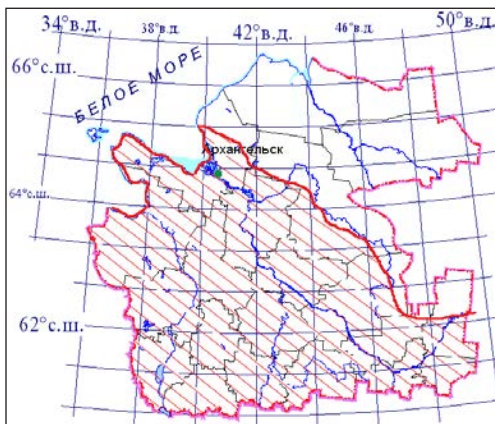 34°в.д.
38°в.д.
42°в.д.
46°в.д.
50°в.д.
66°с.ш.
БЕЛОЕ МОРЕ
Архангельск
64°с.ш.
62°с.ш.